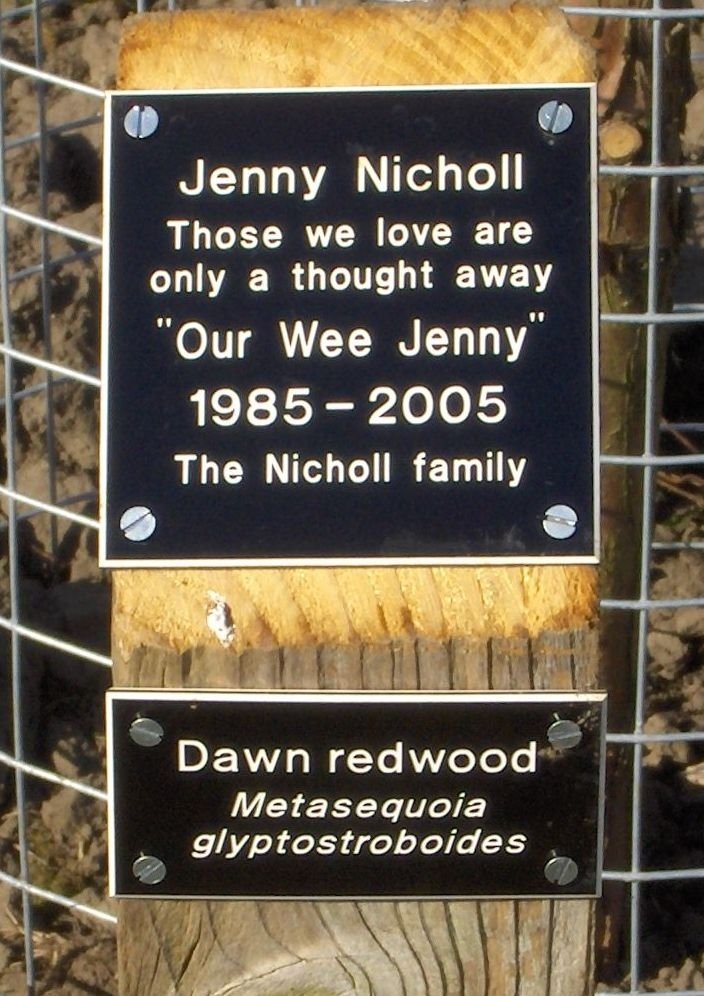 Jenny Nicholl
Those we love are
only a thought away
"Our Wee Jenny"
1985 – 2005
The Nicholl family
Dawn redwood
Metasequoia
glyptostroboides